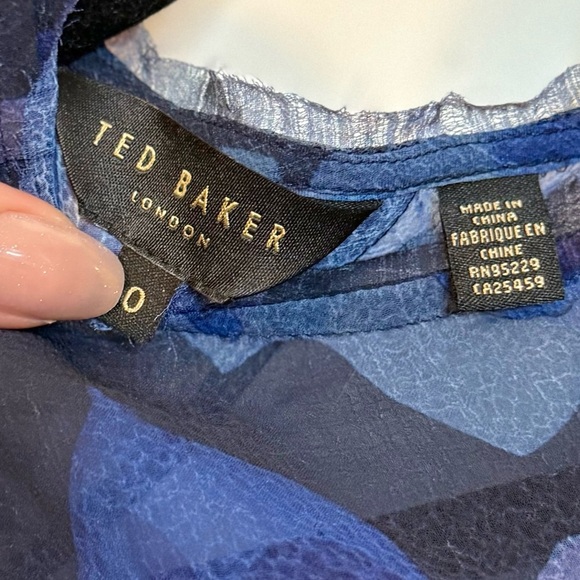 TED BAKER
LONDON
0
MADE IN
CHINA
FABRIQUE EN
CHINE
RN95229
CA25459